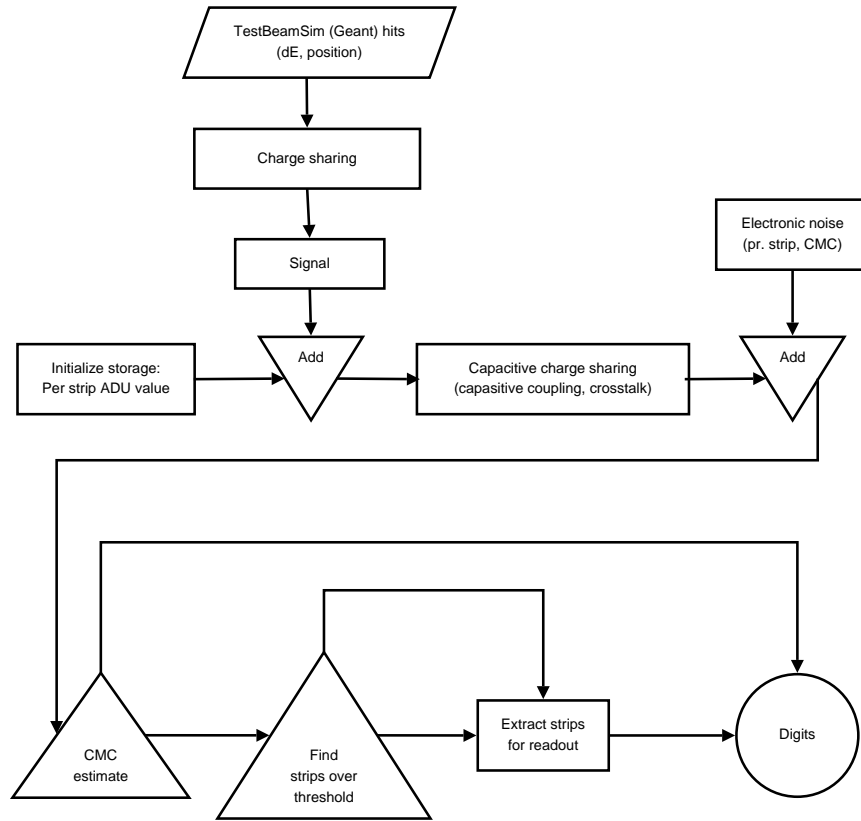 TestBeamSim (Geant) hits
(dE, position)
Charge sharing
Electronic noise
(pr. strip, CMC)
Signal
Initialize storage:
Per strip ADU value
Add
Capacitive charge sharing
(capasitive coupling, crosstalk)
Add
CMC
estimate
Find
strips over
threshold
Extract strips
for readout
Digits